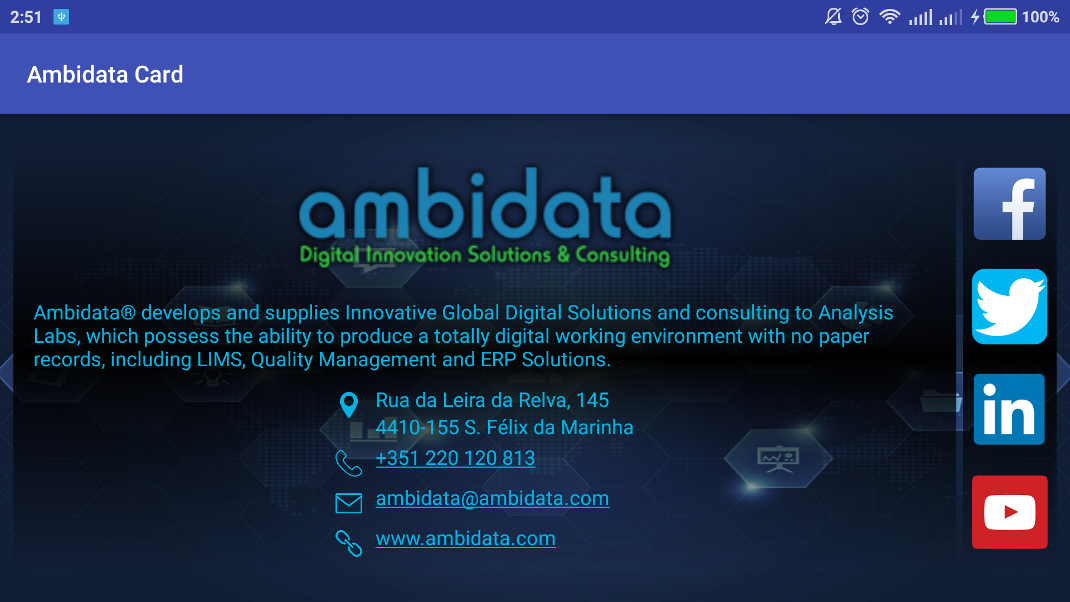 2:51
100%
Ambidata Card
ambidata
Digital Innovation Solutions & Consulting
Ambidata® develops and supplies Innovative Global Digital Solutions and consulting to Analysis
Labs, which possess the ability to produce a totally digital working environment with no paper
records, including LIMS, Quality Management and ERP Solutions.
Rua da Leira da Relva, 145
4410-155 S. Félix da Marinha
+351 220 120 813
ambidata@ambidata.com
www.ambidata.com
f
in